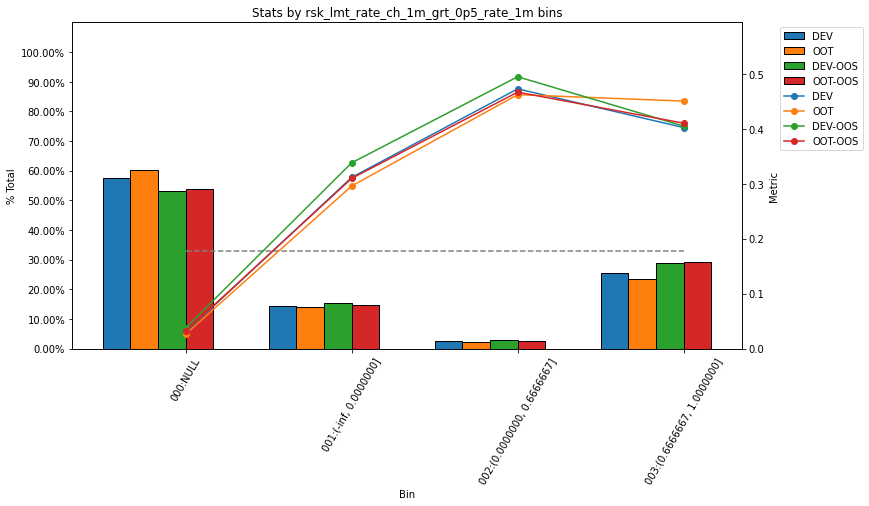 Stats by rsk_lmt_rate_ch_1m_grt_0p5_rate_1m bins
100.00%
90.00%
80.00%
70.00%
60.00%
50.00%
40.00%
30.00%
20.00%
10.00%
0.00%
% Total
0.5
0.4
0.3
0.2
0.1
0.0
Metric
000:NULL
001:(-inf, 0.0000000]
002:(0.0000000, 0.6666667]
003:(0.6666667, 1.0000000]
Bin
DEV
OOT
DEV-OOS
OOT-OOS
DEV
OOT
DEV-OOS
OOT-OOS